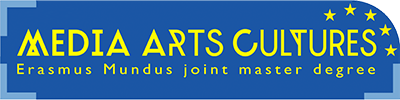 MEDIA ARTS CULTURES
Erasmus Mundus joint master degree